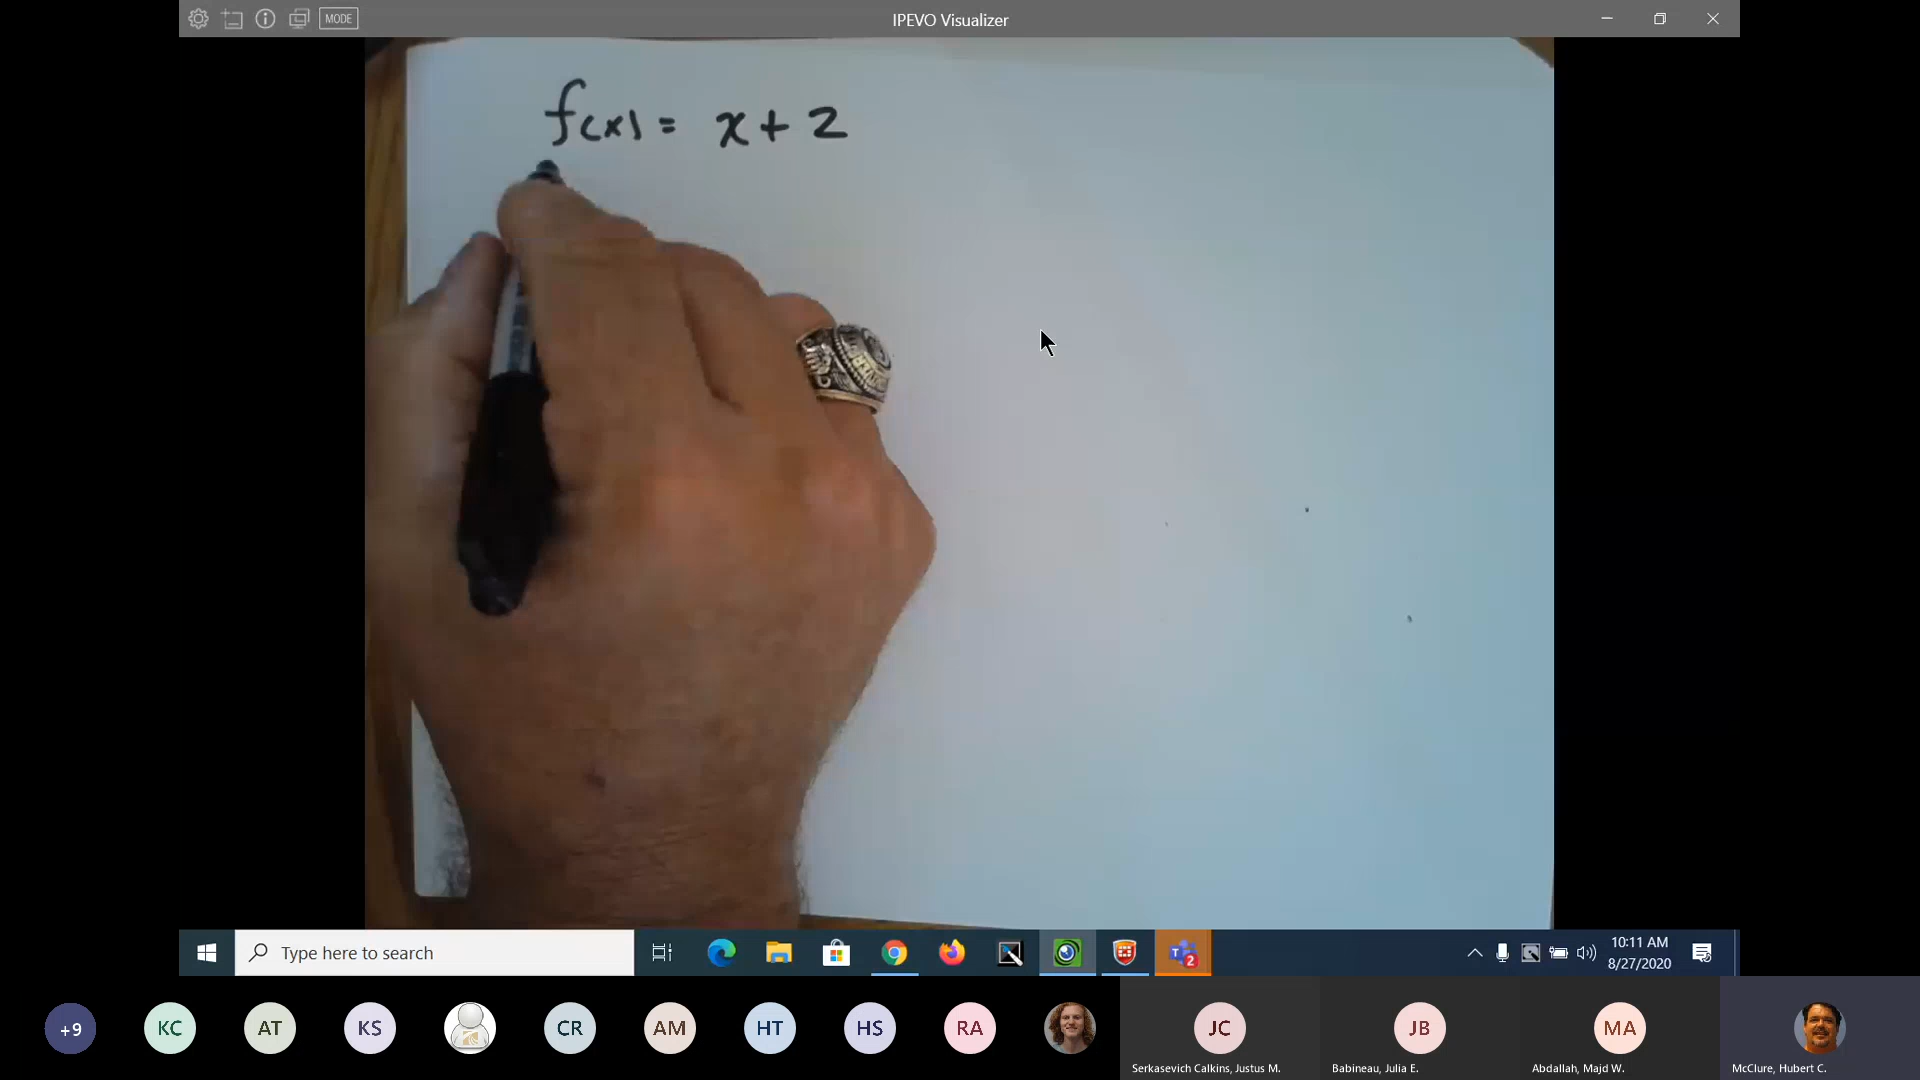 MODE
IPEVO Visualizer
f(x) = x + 2
Type here to search
2
10:11 AM
8/27/2020
+9
KC
AT
KS
CR
AM
HT
HS
RA
JC
JB
MA
Serkasevich Calkins, Justus M.
Babineau, Julia E.
Abdallah, Majd W.
McClure, Hubert C.